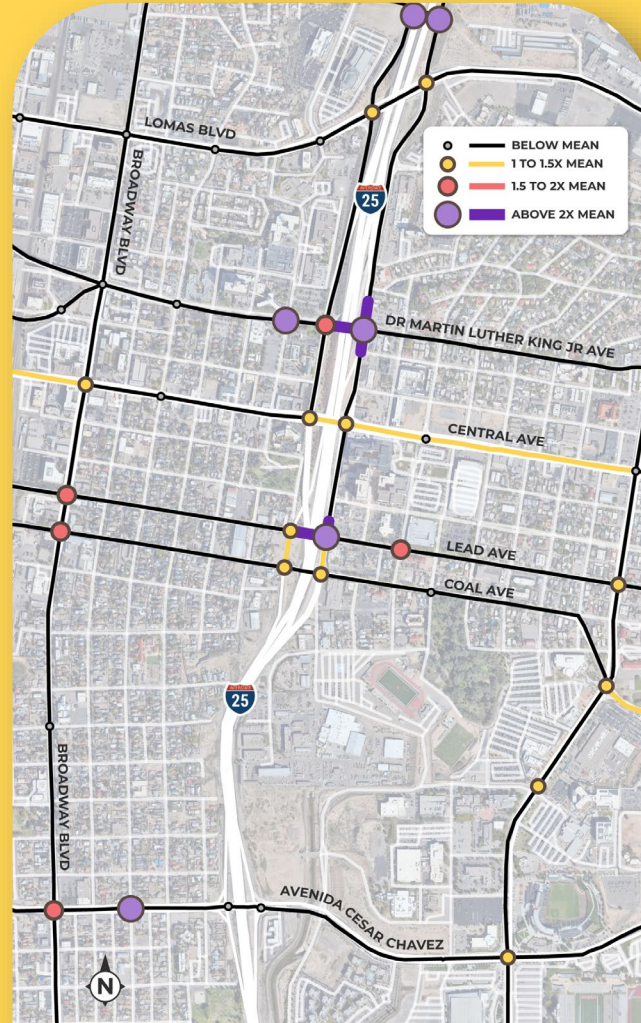 LOMAS BLVD
BROADWAY BLVD
BELOW MEAN
1 TO 1.5X MEAN
1.5 TO 2X MEAN
ABOVE 2X MEAN
25
DR MARTIN LUTHER KING JR AVE
CENTRAL AVE
LEAD AVE
COAL AVE
25
BROADWAY BLVD
AVENIDA CESAR CHAVEZ
N